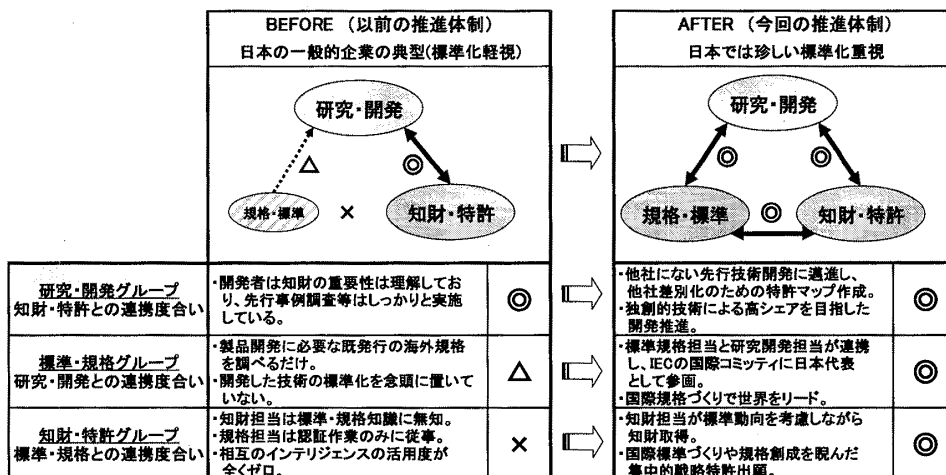 BEFORE (以前の推進体制)
日本の一般的企業の典型(標準化軽視)
AFTER (今回の推進体制)
日本では珍しい標準化重視
研究・開発
△
◎
規格・標準
×
知財・特許
研究・開発
◎
◎
規格・標準
◎
知財・特許
研究・開発グループ
知財・特許との連携度合い
・開発者は知財の重要性は理解してお
り、先行事例調査等はしっかりと実施
している。
◎
・他社にない先行技術開発に邁進し、
他社差別化のための特許マップ作成。
・独創的技術による高シェアを目指した
開発推進。
◎
標準・規格グループ
研究・開発との連携度合い
・製品開発に必要な既発行の海外規格
を調べるだけ。
・開発した技術の標準化を念頭に置いて
いない。
△
・標準規格担当と研究開発担当が連携
し、IECの国際コミッティに日本代表
として参画。
・国際規格づくりで世界をリード。
◎
知財・特許グループ
標準・規格との連携度合い
・知財担当は標準・規格知識に無知。
・規格担当は認証作業のみに従事。
・相互のインテリジェンスの活用度が
全くゼロ。
×
・知財担当が標準動向を考慮しながら
知財取得。
・国際標準づくりや規格創成を睨んだ
集中的戦略特許出願。
◎